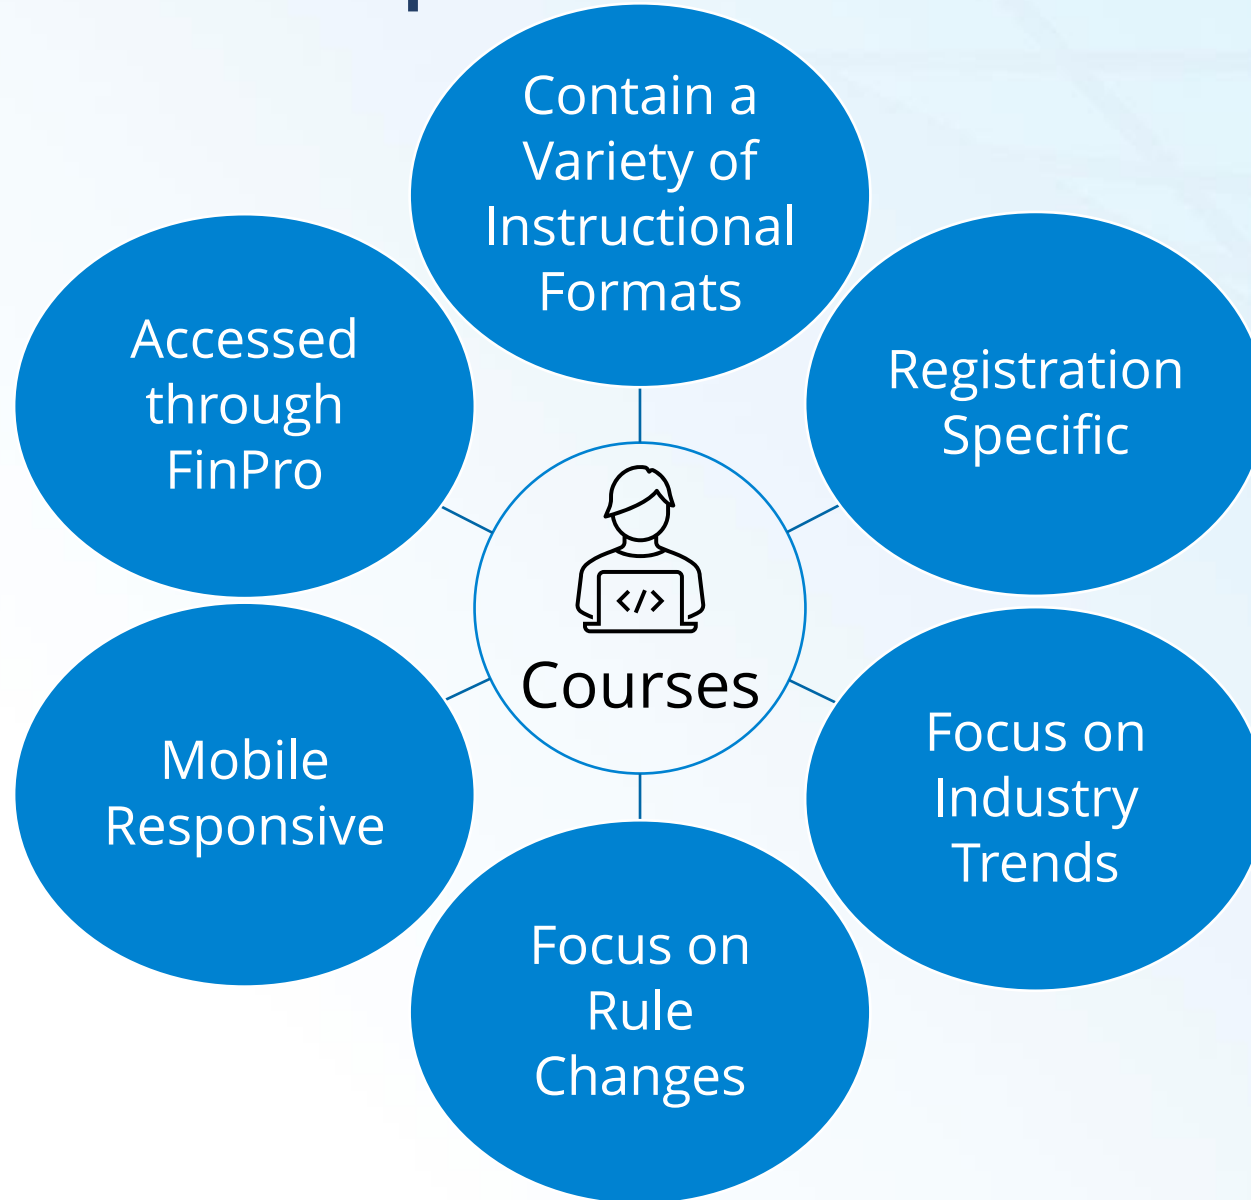 Contain a
Variety of
Instructional
Formats
Registration
Specific
Focus on
Industry
Trends
Focus on
Rule
Changes
Mobile
Responsive
Accessed
through
FinPro
</>
Courses